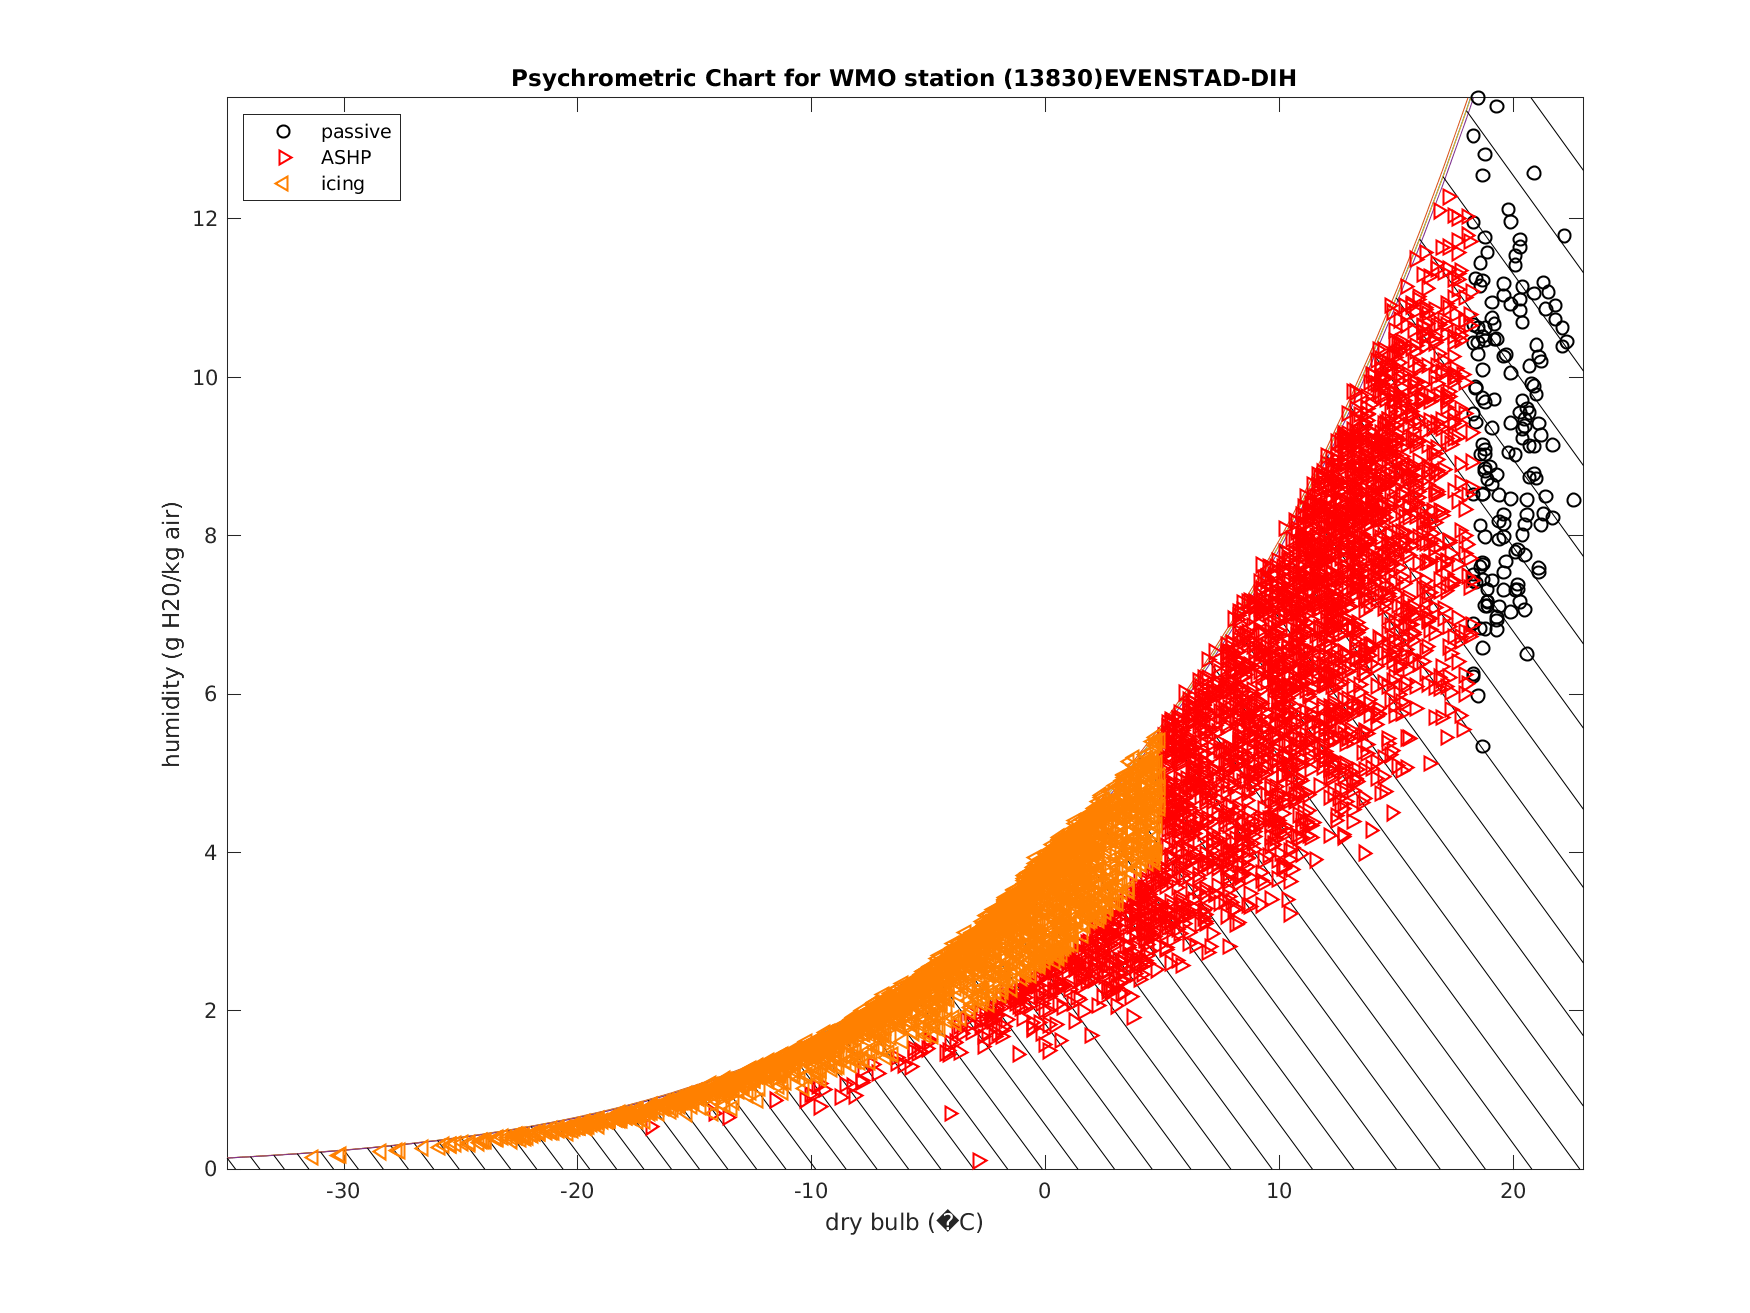 Psychrometric Chart for WMO station (13830)EVENSTAD-DIH
passive
ASHP
icing
humidity (g H20/kg air)
12
10
8
6
4
2
0
-30
-20
-10
0
10
20
dry bulb (�C)